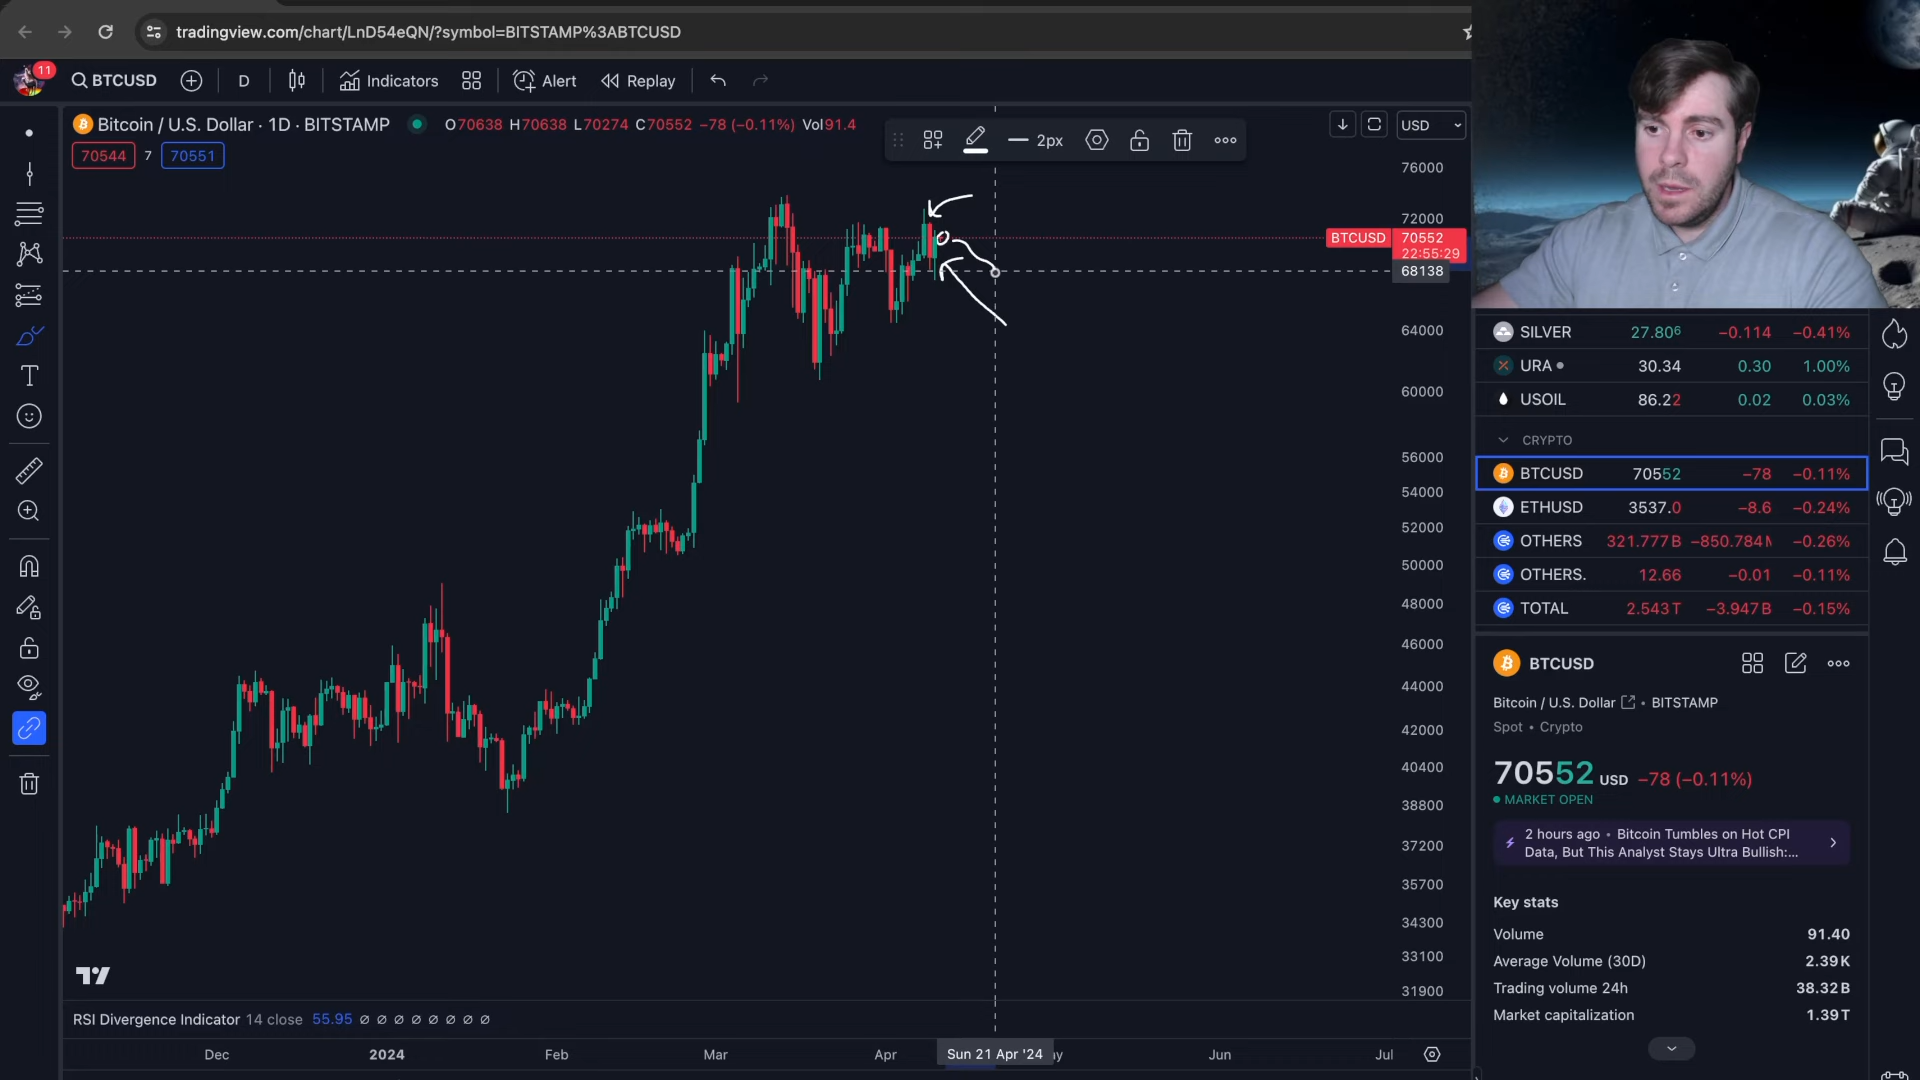 tradingview.com/chart/LnD54eQN/?symbol=BITSTAMP%3ABTCUSD
11 BTCUSD D Indicators Alert Replay
Bitcoin / U.S. Dollar · 1D · BITSTAMP O70638 H70638 L70274 C70552 −78 (−0.11%) Vol91.4
70544 7 70551
2px
USD
76000
72000
BTCUSD 70552
22:55:29
68138
64000
60000
56000
54000
52000
50000
48000
46000
44000
42000
40400
38800
37200
35700
34300
33100
31900
RSI Divergence Indicator 14 close 55.95 ∅ ∅ ∅ ∅ ∅ ∅ ∅ ∅
Dec 2024 Feb Mar Apr Sun 21 Apr '24 Jun Jul
SILVER 27.806 −0.114 −0.41%
URA 30.34 0.30 1.00%
USOIL 86.22 0.02 0.03%
CRYPTO
BTCUSD 70552 −78 −0.11%
ETHUSD 3537.0 −8.6 −0.24%
OTHERS 321.777B −850.784M −0.26%
OTHERS. 12.66 −0.01 −0.11%
TOTAL 2.543T −3.947B −0.15%
BTCUSD
Bitcoin / U.S. Dollar • BITSTAMP
Spot • Crypto
70552 USD −78 (−0.11%)
MARKET OPEN
2 hours ago • Bitcoin Tumbles on Hot CPI
Data, But This Analyst Stays Ultra Bullish:...
Key stats
Volume 91.40
Average Volume (30D) 2.39K
Trading volume 24h 38.32B
Market capitalization 1.39T